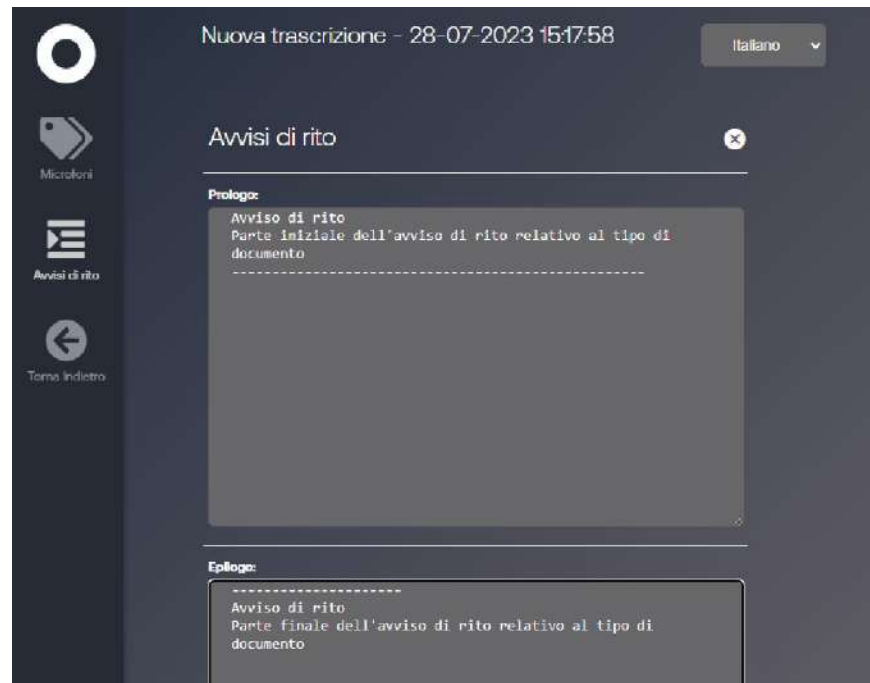 Nuova trascrizione - 28-07-2023 15:17:58
Italiano
Microfoni
Avvisi di rito
Torna Indietro
Avvisi di rito
Prologo:
Avviso di rito
Parte iniziale dell'avviso di rito relativo al tipo di
documento
----------------------------------------------------
Epilogo:
---------------------
Avviso di rito
Parte finale dell'avviso di rito relativo al tipo di
documento